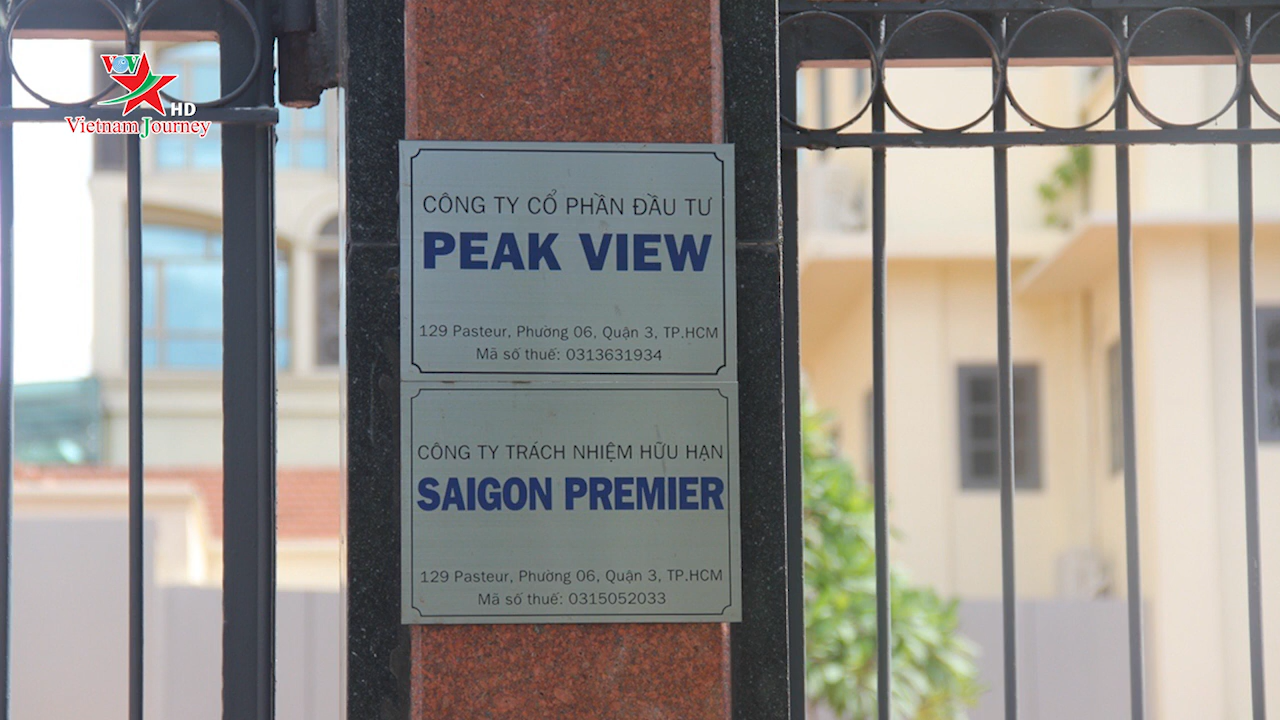 VOV
HD
Vietnam Journey
CÔNG TY CỔ PHẦN ĐẦU TƯ
PEAK VIEW
129 Pasteur, Phường 06, Quận 3, TP.HCM
Mã số thuế: 0313631934
CÔNG TY TRÁCH NHIỆM HỮU HẠN
SAIGON PREMIER
129 Pasteur, Phường 06, Quận 3, TP.HCM
Mã số thuế: 0315052033